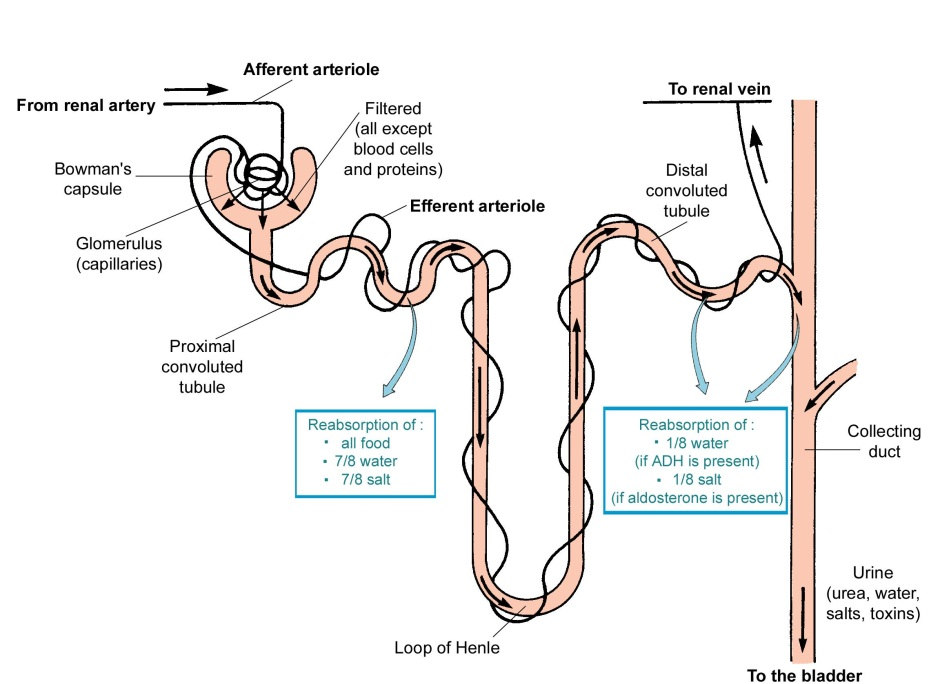 Afferent arteriole
From renal artery
Filtered
(all except
blood cells
and proteins)
To renal vein
Bowman's
capsule
Distal
convoluted
tubule
Efferent arteriole
Glomerulus
(capillaries)
Proximal
convoluted
tubule
Reabsorption of :
▪ all food
▪ 7/8 water
▪ 7/8 salt
Reabsorption of :
▪ 1/8 water
(if ADH is present)
▪ 1/8 salt
(if aldosterone is present)
Collecting
duct
Urine
(urea, water,
salts, toxins)
Loop of Henle
To the bladder